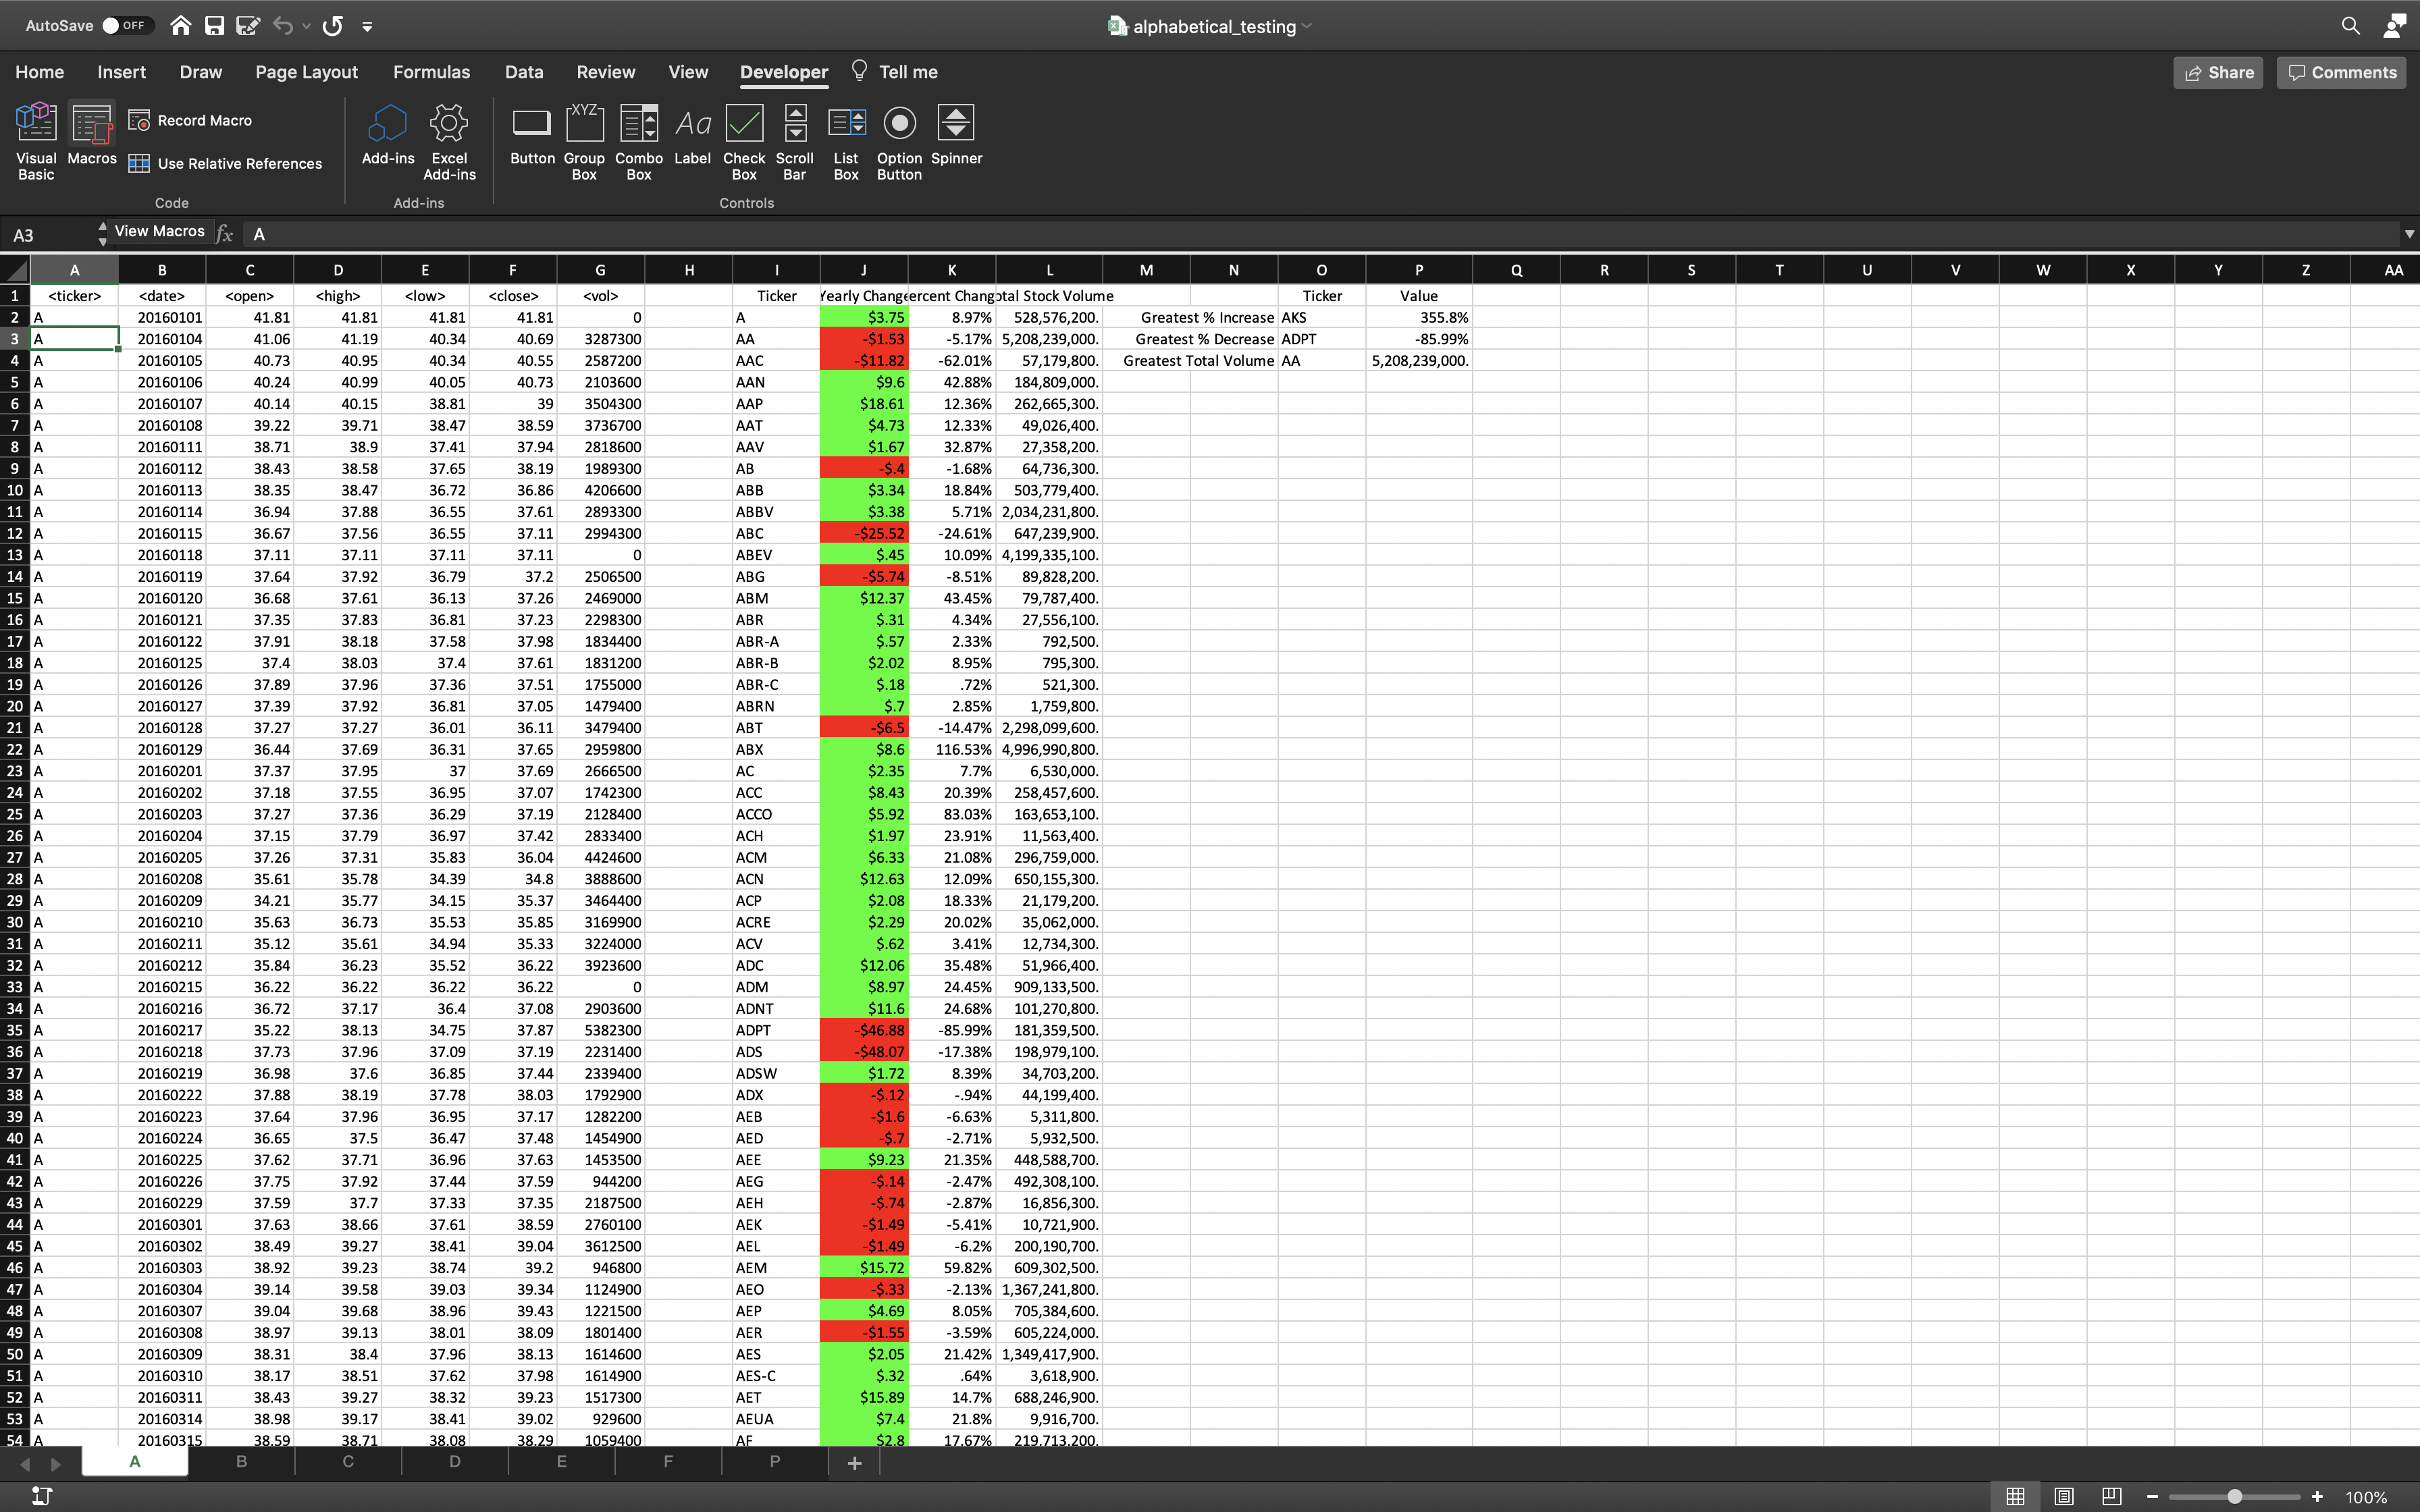 AutoSave OFF alphabetical_testing
Home Insert Draw Page Layout Formulas Data Review View Developer Tell me Share Comments
Visual Basic Macros Record Macro Use Relative References Add-ins Excel Add-ins Button Group Box XYZ Combo Box Label Aa Check Box Scroll Bar List Box Option Button Spinner
Code Add-ins Controls
A3 View Macros fx A
A B C D E F G H I J K L M N O P Q R S T U V W X Y Z AA
1 <ticker> <date> <open> <high> <low> <close> <vol> Ticker Yearly Change ercent Chang otal Stock Volume Ticker Value
2 A 20160101 41.81 41.81 41.81 41.81 0 A $3.75 8.97% 528,576,200. Greatest % Increase AKS 355.8%
3 A 20160104 41.06 41.19 40.34 40.69 3287300 AA -$1.53 -5.17% 5,208,239,000. Greatest % Decrease ADPT -85.99%
4 A 20160105 40.73 40.95 40.34 40.55 2587200 AAC -$11.82 -62.01% 57,179,800. Greatest Total Volume AA 5,208,239,000.
5 A 20160106 40.24 40.99 40.05 40.73 2103600 AAN $9.6 42.88% 184,809,000.
6 A 20160107 40.14 40.15 38.81 39 3504300 AAP $18.61 12.36% 262,665,300.
7 A 20160108 39.22 39.71 38.47 38.59 3736700 AAT $4.73 12.33% 49,026,400.
8 A 20160111 38.71 38.9 37.41 37.94 2818600 AAV $1.67 32.87% 27,358,200.
9 A 20160112 38.43 38.58 37.65 38.19 1989300 AB -$.4 -1.68% 64,736,300.
10 A 20160113 38.35 38.47 36.72 36.86 4206600 ABB $3.34 18.84% 503,779,400.
11 A 20160114 36.94 37.88 36.55 37.61 2893300 ABBV $3.38 5.71% 2,034,231,800.
12 A 20160115 36.67 37.56 36.55 37.11 2994300 ABC -$25.52 -24.61% 647,239,900.
13 A 20160118 37.11 37.11 37.11 37.11 0 ABEV $.45 10.09% 4,199,335,100.
14 A 20160119 37.64 37.92 36.79 37.2 2506500 ABG -$5.74 -8.51% 89,828,200.
15 A 20160120 36.68 37.61 36.13 37.26 2469000 ABM $12.37 43.45% 79,787,400.
16 A 20160121 37.35 37.83 36.81 37.23 2298300 ABR $.31 4.34% 27,556,100.
17 A 20160122 37.91 38.18 37.58 37.98 1834400 ABR-A $.57 2.33% 792,500.
18 A 20160125 37.4 38.03 37.4 37.61 1831200 ABR-B $2.02 8.95% 795,300.
19 A 20160126 37.89 37.96 37.36 37.51 1755000 ABR-C $.18 .72% 521,300.
20 A 20160127 37.39 37.92 36.81 37.05 1479400 ABRN $.7 2.85% 1,759,800.
21 A 20160128 37.27 37.27 36.01 36.11 3479400 ABT -$6.5 -14.47% 2,298,099,600.
22 A 20160129 36.44 37.69 36.31 37.65 2959800 ABX $8.6 116.53% 4,996,990,800.
23 A 20160201 37.37 37.95 37 37.69 2666500 AC $2.35 7.7% 6,530,000.
24 A 20160202 37.18 37.55 36.95 37.07 1742300 ACC $8.43 20.39% 258,457,600.
25 A 20160203 37.27 37.36 36.29 37.19 2128400 ACCO $5.92 83.03% 163,653,100.
26 A 20160204 37.15 37.79 36.97 37.42 2833400 ACH $1.97 23.91% 11,563,400.
27 A 20160205 37.26 37.31 35.83 36.04 4424600 ACM $6.33 21.08% 296,759,000.
28 A 20160208 35.61 35.78 34.39 34.8 3888600 ACN $12.63 12.09% 650,155,300.
29 A 20160209 34.21 35.77 34.15 35.37 3464400 ACP $2.08 18.33% 21,179,200.
30 A 20160210 35.63 36.73 35.53 35.85 3169900 ACRE $2.29 20.02% 35,062,000.
31 A 20160211 35.12 35.61 34.94 35.33 3224000 ACV $.62 3.41% 12,734,300.
32 A 20160212 35.84 36.23 35.52 36.22 3923600 ADC $12.06 35.48% 51,966,400.
33 A 20160215 36.22 36.22 36.22 36.22 0 ADM $8.97 24.45% 909,133,500.
34 A 20160216 36.72 37.17 36.4 37.08 2903600 ADNT $11.6 24.68% 101,270,800.
35 A 20160217 35.22 38.13 34.75 37.87 5382300 ADPT -$46.88 -85.99% 181,359,500.
36 A 20160218 37.73 37.96 37.09 37.19 2231400 ADS -$48.07 -17.38% 198,979,100.
37 A 20160219 36.98 37.6 36.85 37.44 2339400 ADSW $1.72 8.39% 34,703,200.
38 A 20160222 37.88 38.19 37.78 38.03 1792900 ADX -$.12 -.94% 44,199,400.
39 A 20160223 37.64 37.96 36.95 37.17 1282200 AEB -$1.6 -6.63% 5,311,800.
40 A 20160224 36.65 37.5 36.47 37.48 1454900 AED -$.7 -2.71% 5,932,500.
41 A 20160225 37.62 37.71 36.96 37.63 1453500 AEE $9.23 21.35% 448,588,700.
42 A 20160226 37.75 37.92 37.44 37.59 944200 AEG -$.14 -2.47% 492,308,100.
43 A 20160229 37.59 37.7 37.33 37.35 2187500 AEH -$.74 -2.87% 16,856,300.
44 A 20160301 37.63 38.66 37.61 38.59 2760100 AEK -$1.49 -5.41% 10,721,900.
45 A 20160302 38.49 39.27 38.41 39.04 3612500 AEL -$1.49 -6.2% 200,190,700.
46 A 20160303 38.92 39.23 38.74 39.2 946800 AEM $15.72 59.82% 609,302,500.
47 A 20160304 39.14 39.58 39.03 39.34 1124900 AEO -$.33 -2.13% 1,367,241,800.
48 A 20160307 39.04 39.68 38.96 39.43 1221500 AEP $4.69 8.05% 705,384,600.
49 A 20160308 38.97 39.13 38.01 38.09 1801400 AER -$1.55 -3.59% 605,224,000.
50 A 20160309 38.31 38.4 37.96 38.13 1614600 AES $2.05 21.42% 1,349,417,900.
51 A 20160310 38.17 38.51 37.62 37.98 1614900 AES-C $.32 .64% 3,618,900.
52 A 20160311 38.43 39.27 38.32 39.23 1517300 AET $15.89 14.7% 688,246,900.
53 A 20160314 38.98 39.17 38.41 39.02 929600 AEUA $7.4 21.8% 9,916,700.
54 A 20160315 38.59 38.71 38.08 38.29 1059400 AF $2.8 17.67% 219,713,200.
A B C D E F P +
100%